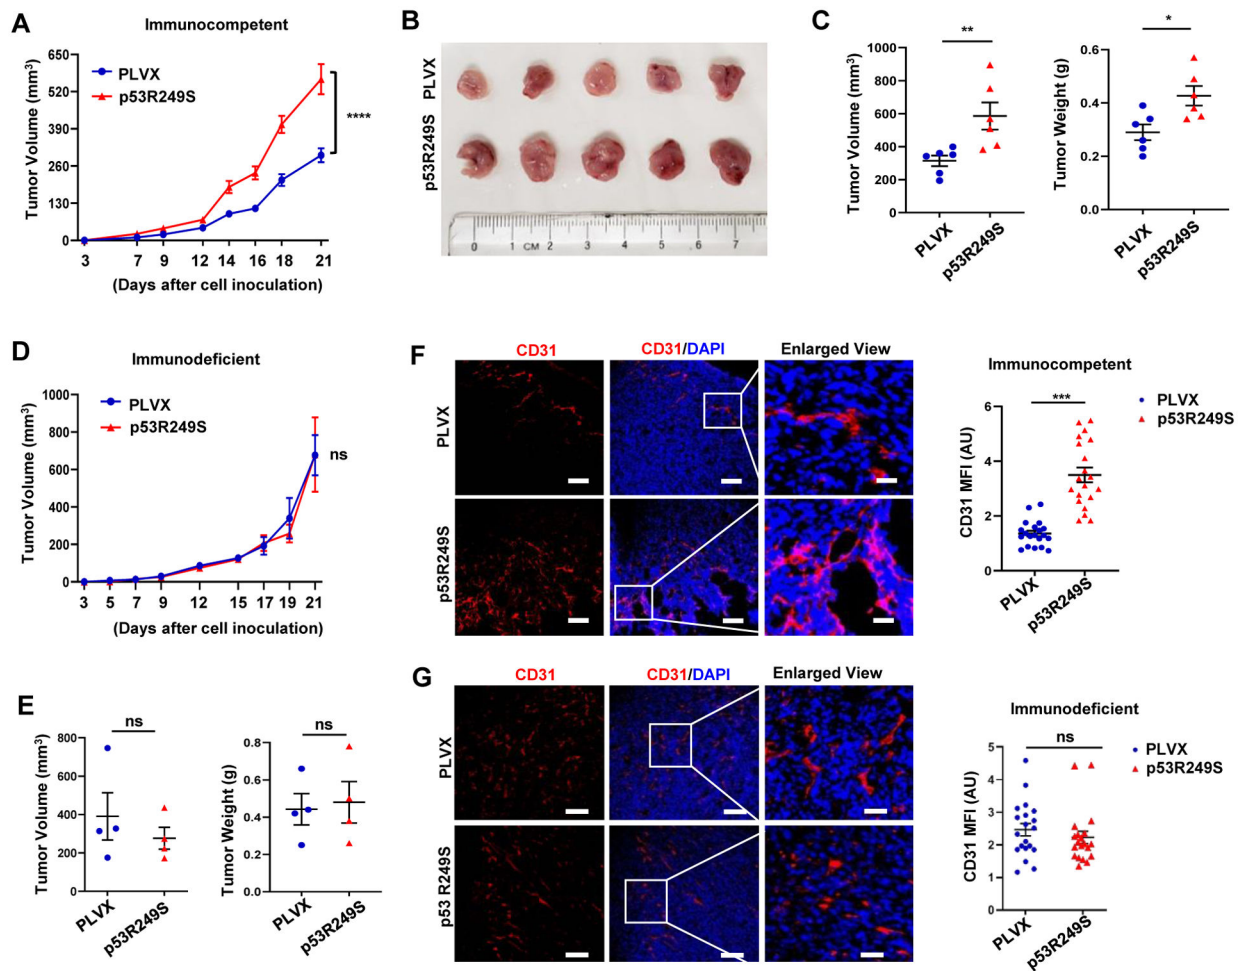 A
Immunocompetent
Tumor Volume (mm³)
650
520
390
260
130
0
PLVX
p53R249S
****
3 7 9 12 14 16 18 21
(Days after cell inoculation)
B
PLVX
p53R249S
0 1 CM 2 3 4 5 6 7
C
Tumor Volume (mm³)
1000
800
600
400
200
0
**
PLVX
p53R249S
Tumor Weight (g)
0.6
0.4
0.2
0.0
*
PLVX
p53R249S
D
Immunodeficient
Tumor Volume (mm³)
1000
800
600
400
200
0
PLVX
p53R249S
ns
3 5 7 9 12 15 17 19 21
(Days after cell inoculation)
E
Tumor Volume (mm³)
800
600
400
200
0
ns
PLVX
p53R249S
Tumor Weight (g)
0.8
0.6
0.4
0.2
0.0
ns
PLVX
p53R249S
F
CD31
CD31/DAPI
Enlarged View
PLVX
p53R249S
Immunocompetent
PLVX
p53R249S
CD31 MFI (AU)
6
4
2
0
***
PLVX
p53R249S
G
CD31
CD31/DAPI
Enlarged View
PLVX
p53 R249S
Immunodeficient
PLVX
p53R249S
CD31 MFI (AU)
5
4
3
2
1
0
ns
PLVX
p53R249S